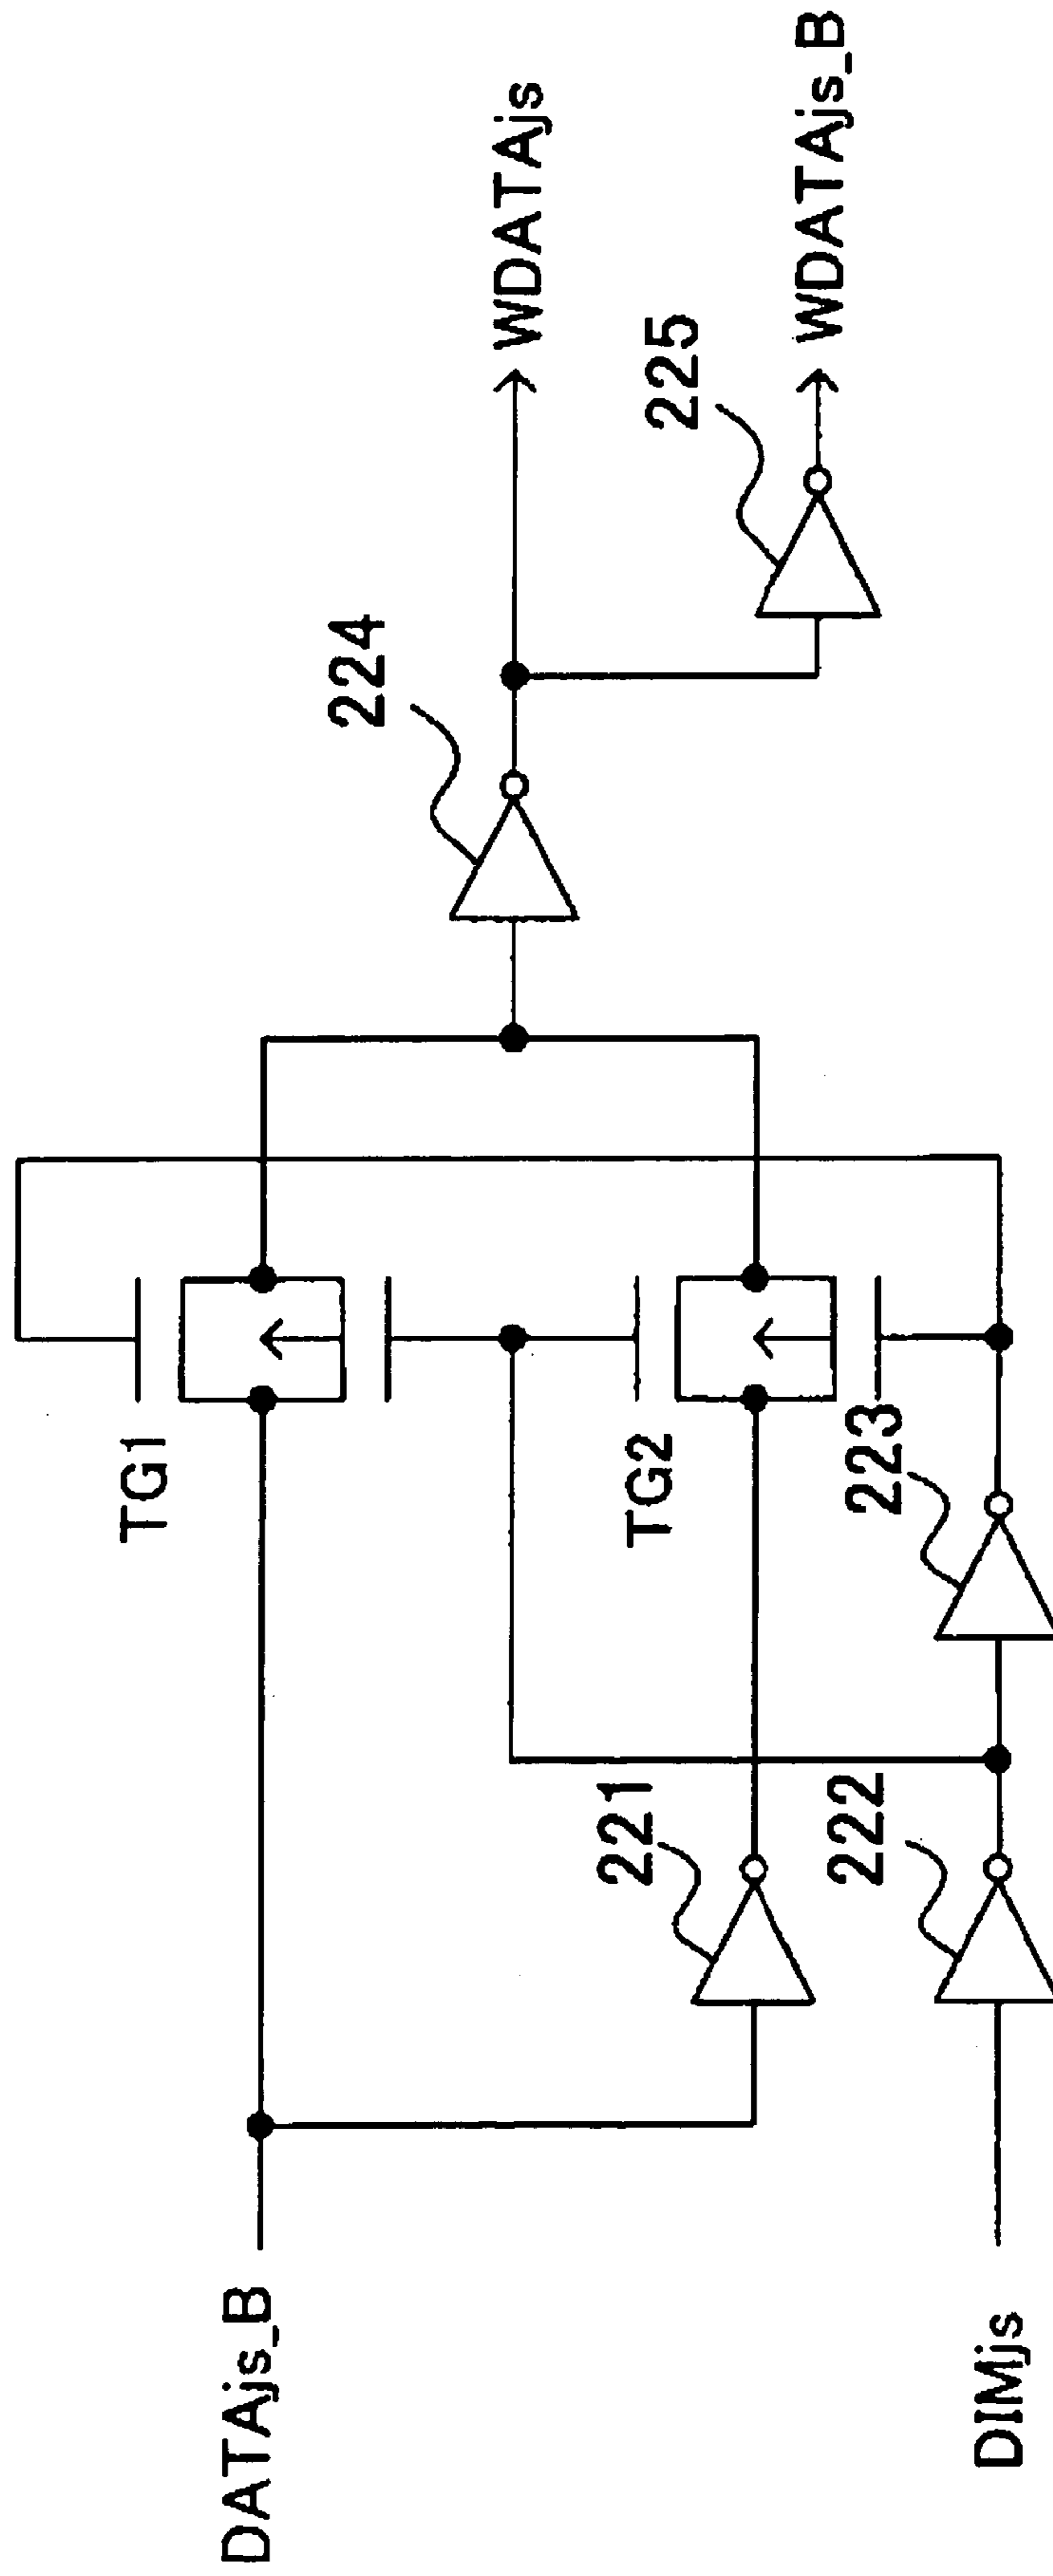 DATAjs_B
TG1
224
WDATAjs
TG2
225
221
223
WDATAjs_B
222
DIMjs